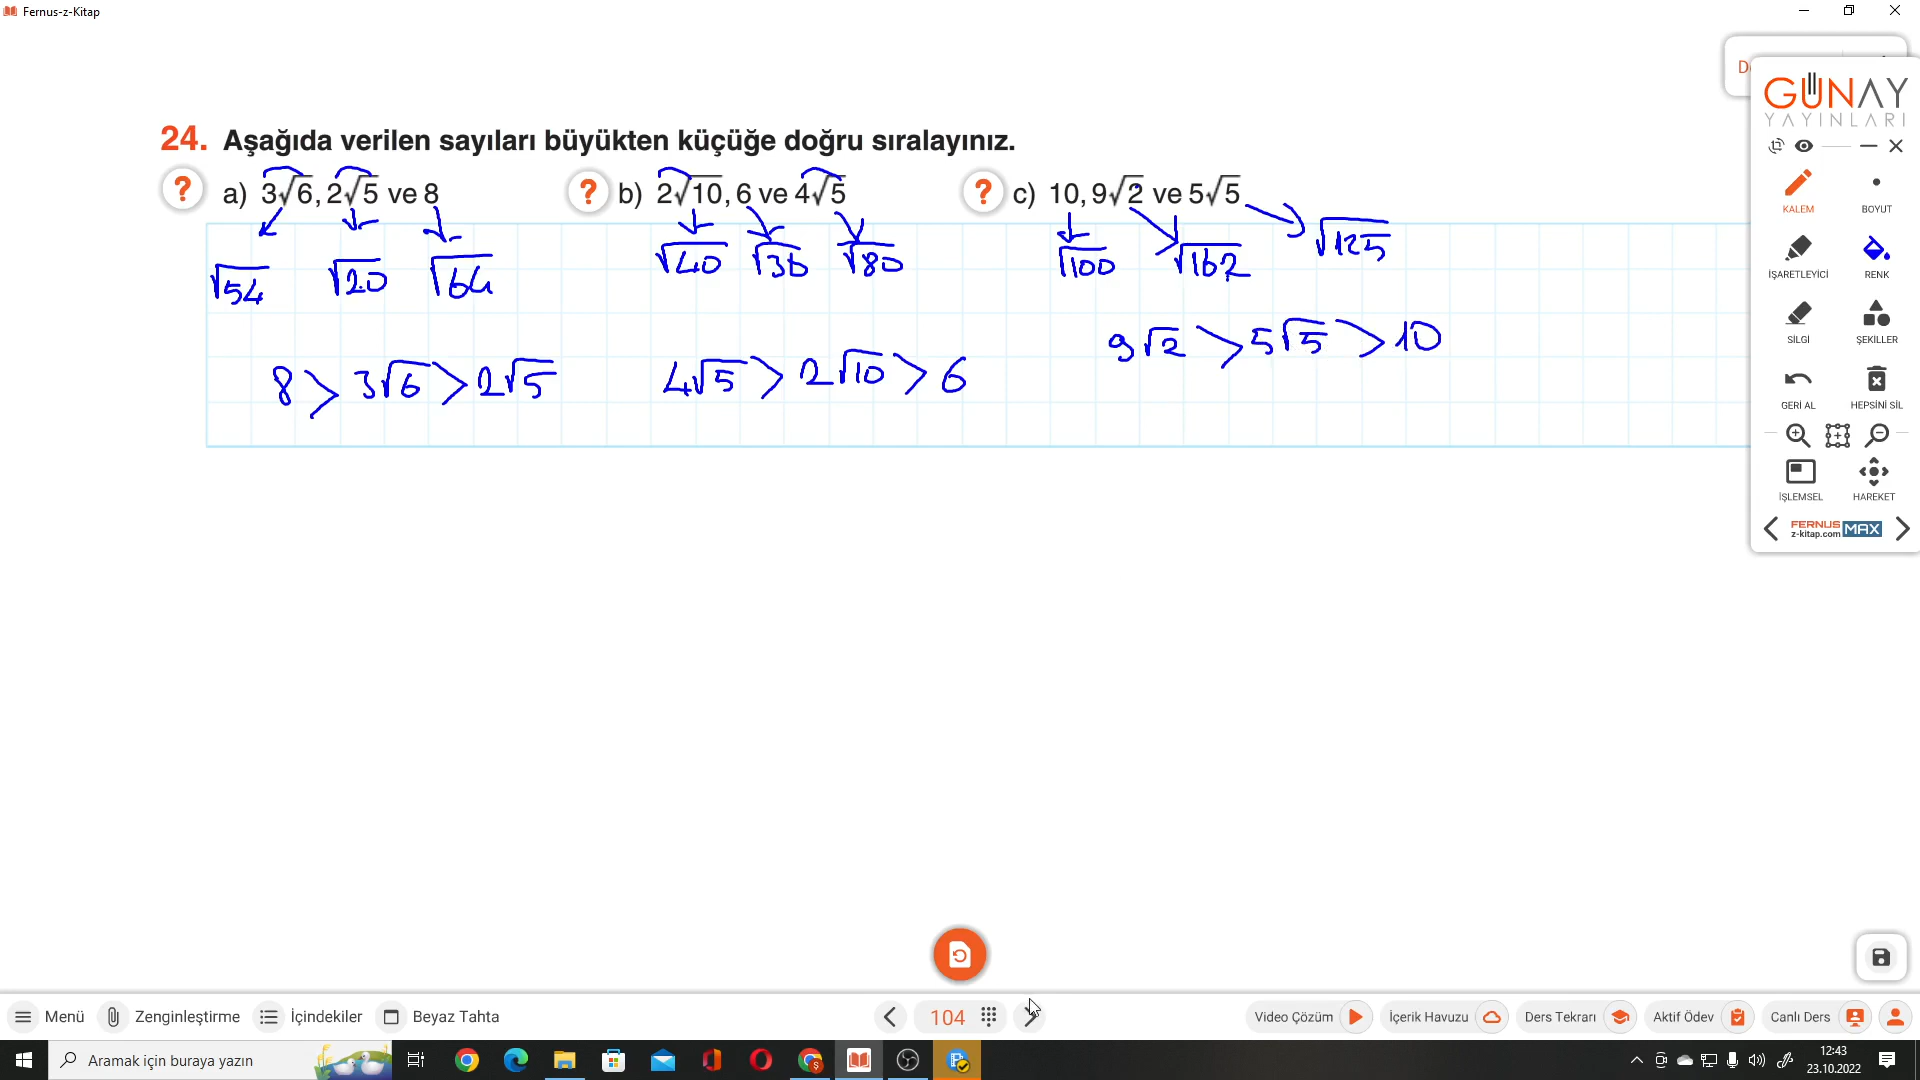 Fernus-z-Kitap
GÜNAY
YAYINLARI
24. Aşağıda verilen sayıları büyükten küçüğe doğru sıralayınız.
? a) 3√6, 2√5 ve 8 ? b) 2√10, 6 ve 4√5 ? c) 10, 9√2 ve 5√5
√54 √20 √64 √40 √36 √80 √100 √162 √125
8 > 3√6 > 2√5 4√5 > 2√10 > 6 9√2 > 5√5 > 10
KALEM BOYUT
İŞARETLEYİCİ RENK
SİLGİ ŞEKİLLER
GERİ AL HEPSİNİ SİL
İŞLEMSEL HAREKET
FERNUS MAX
z-kitap.com
Menü Zenginleştirme İçindekiler Beyaz Tahta 104 Video Çözüm İçerik Havuzu Ders Tekrarı Aktif Ödev Canlı Ders
Aramak için buraya yazın 12:43
23.10.2022